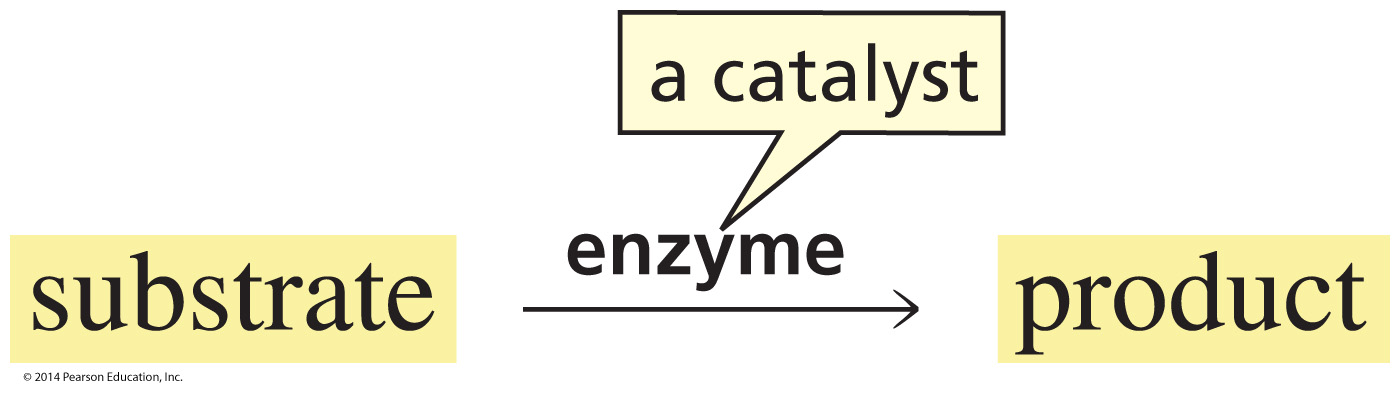 a catalyst
enzyme
substrate
product
© 2014 Pearson Education, Inc.